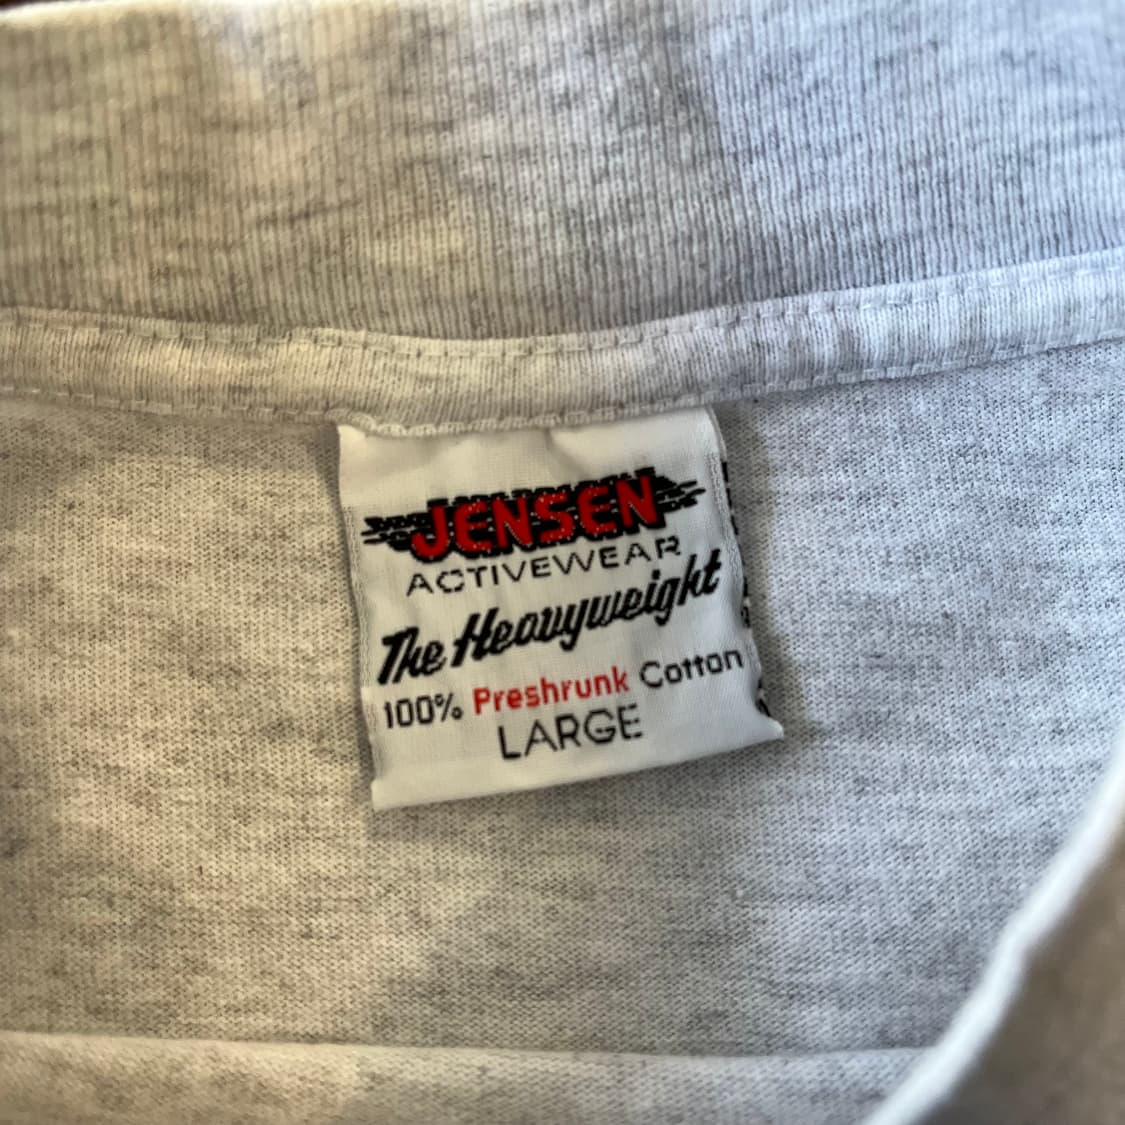 JENSEN
ACTIVEWEAR
The Heavyweight
100% Preshrunk Cotton
LARGE